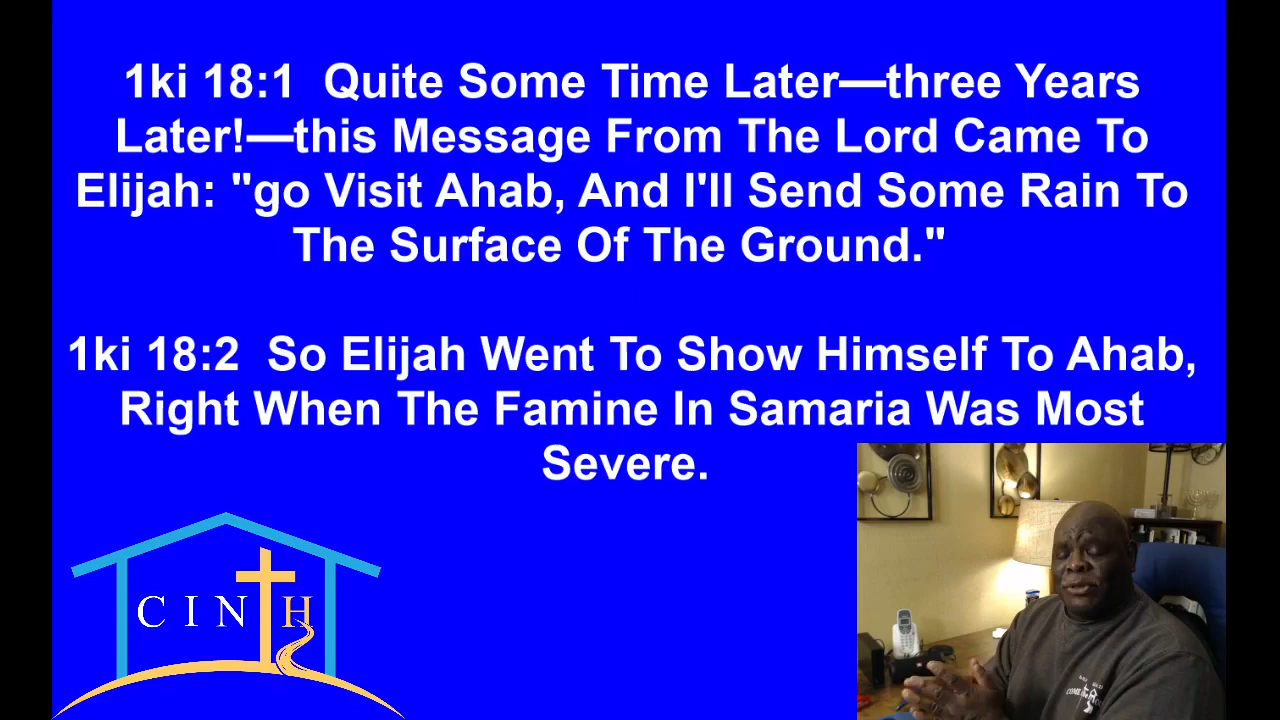 1ki 18:1  Quite Some Time Later—three Years
Later!—this Message From The Lord Came To
Elijah: "go Visit Ahab, And I'll Send Some Rain To
The Surface Of The Ground."
1ki 18:2  So Elijah Went To Show Himself To Ahab,
Right When The Famine In Samaria Was Most
Severe.
CINTH